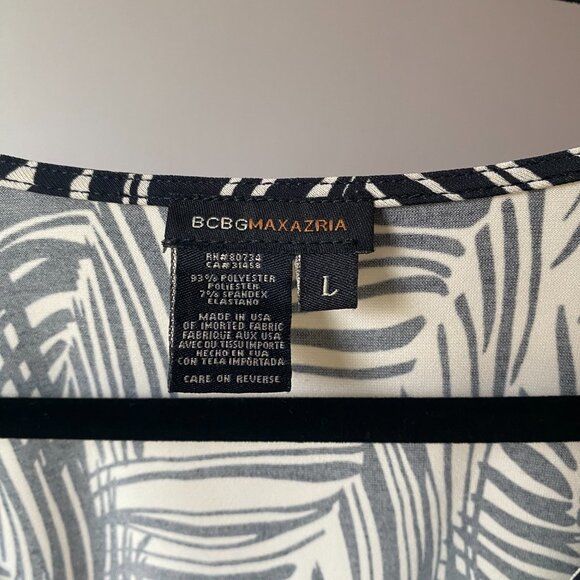 BCBGMAXAZRIA
RN# 80734
CA# 31458
93% POLYESTER
POLIESTER
7% SPANDEX
ELASTANO
MADE IN USA
OF IMPORTED FABRIC
FABRIQUE AUX USA
AVEC DU TISSU IMPORTE
HECHO EN EUA
CON TELA IMPORTADA
CARE ON REVERSE
L